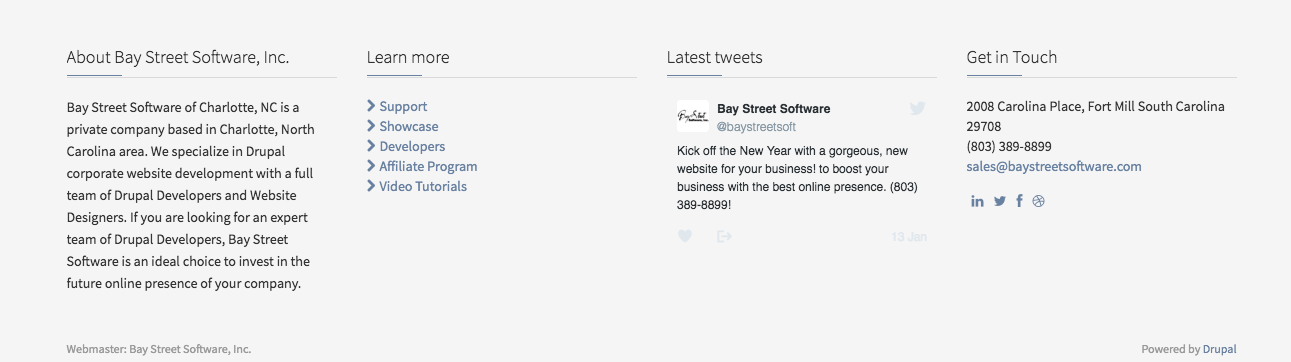 About Bay Street Software, Inc.
Bay Street Software of Charlotte, NC is a
private company based in Charlotte, North
Carolina area. We specialize in Drupal
corporate website development with a full
team of Drupal Developers and Website
Designers. If you are looking for an expert
team of Drupal Developers, Bay Street
Software is an ideal choice to invest in the
future online presence of your company.
Learn more
Support
Showcase
Developers
Affiliate Program
Video Tutorials
Latest tweets
Bay Street Software
@baystreetsoft
Kick off the New Year with a gorgeous, new
website for your business! to boost your
business with the best online presence. (803)
389-8899!
13 Jan
Get in Touch
2008 Carolina Place, Fort Mill South Carolina
29708
(803) 389-8899
sales@baystreetsoftware.com
Webmaster: Bay Street Software, Inc.
Powered by Drupal